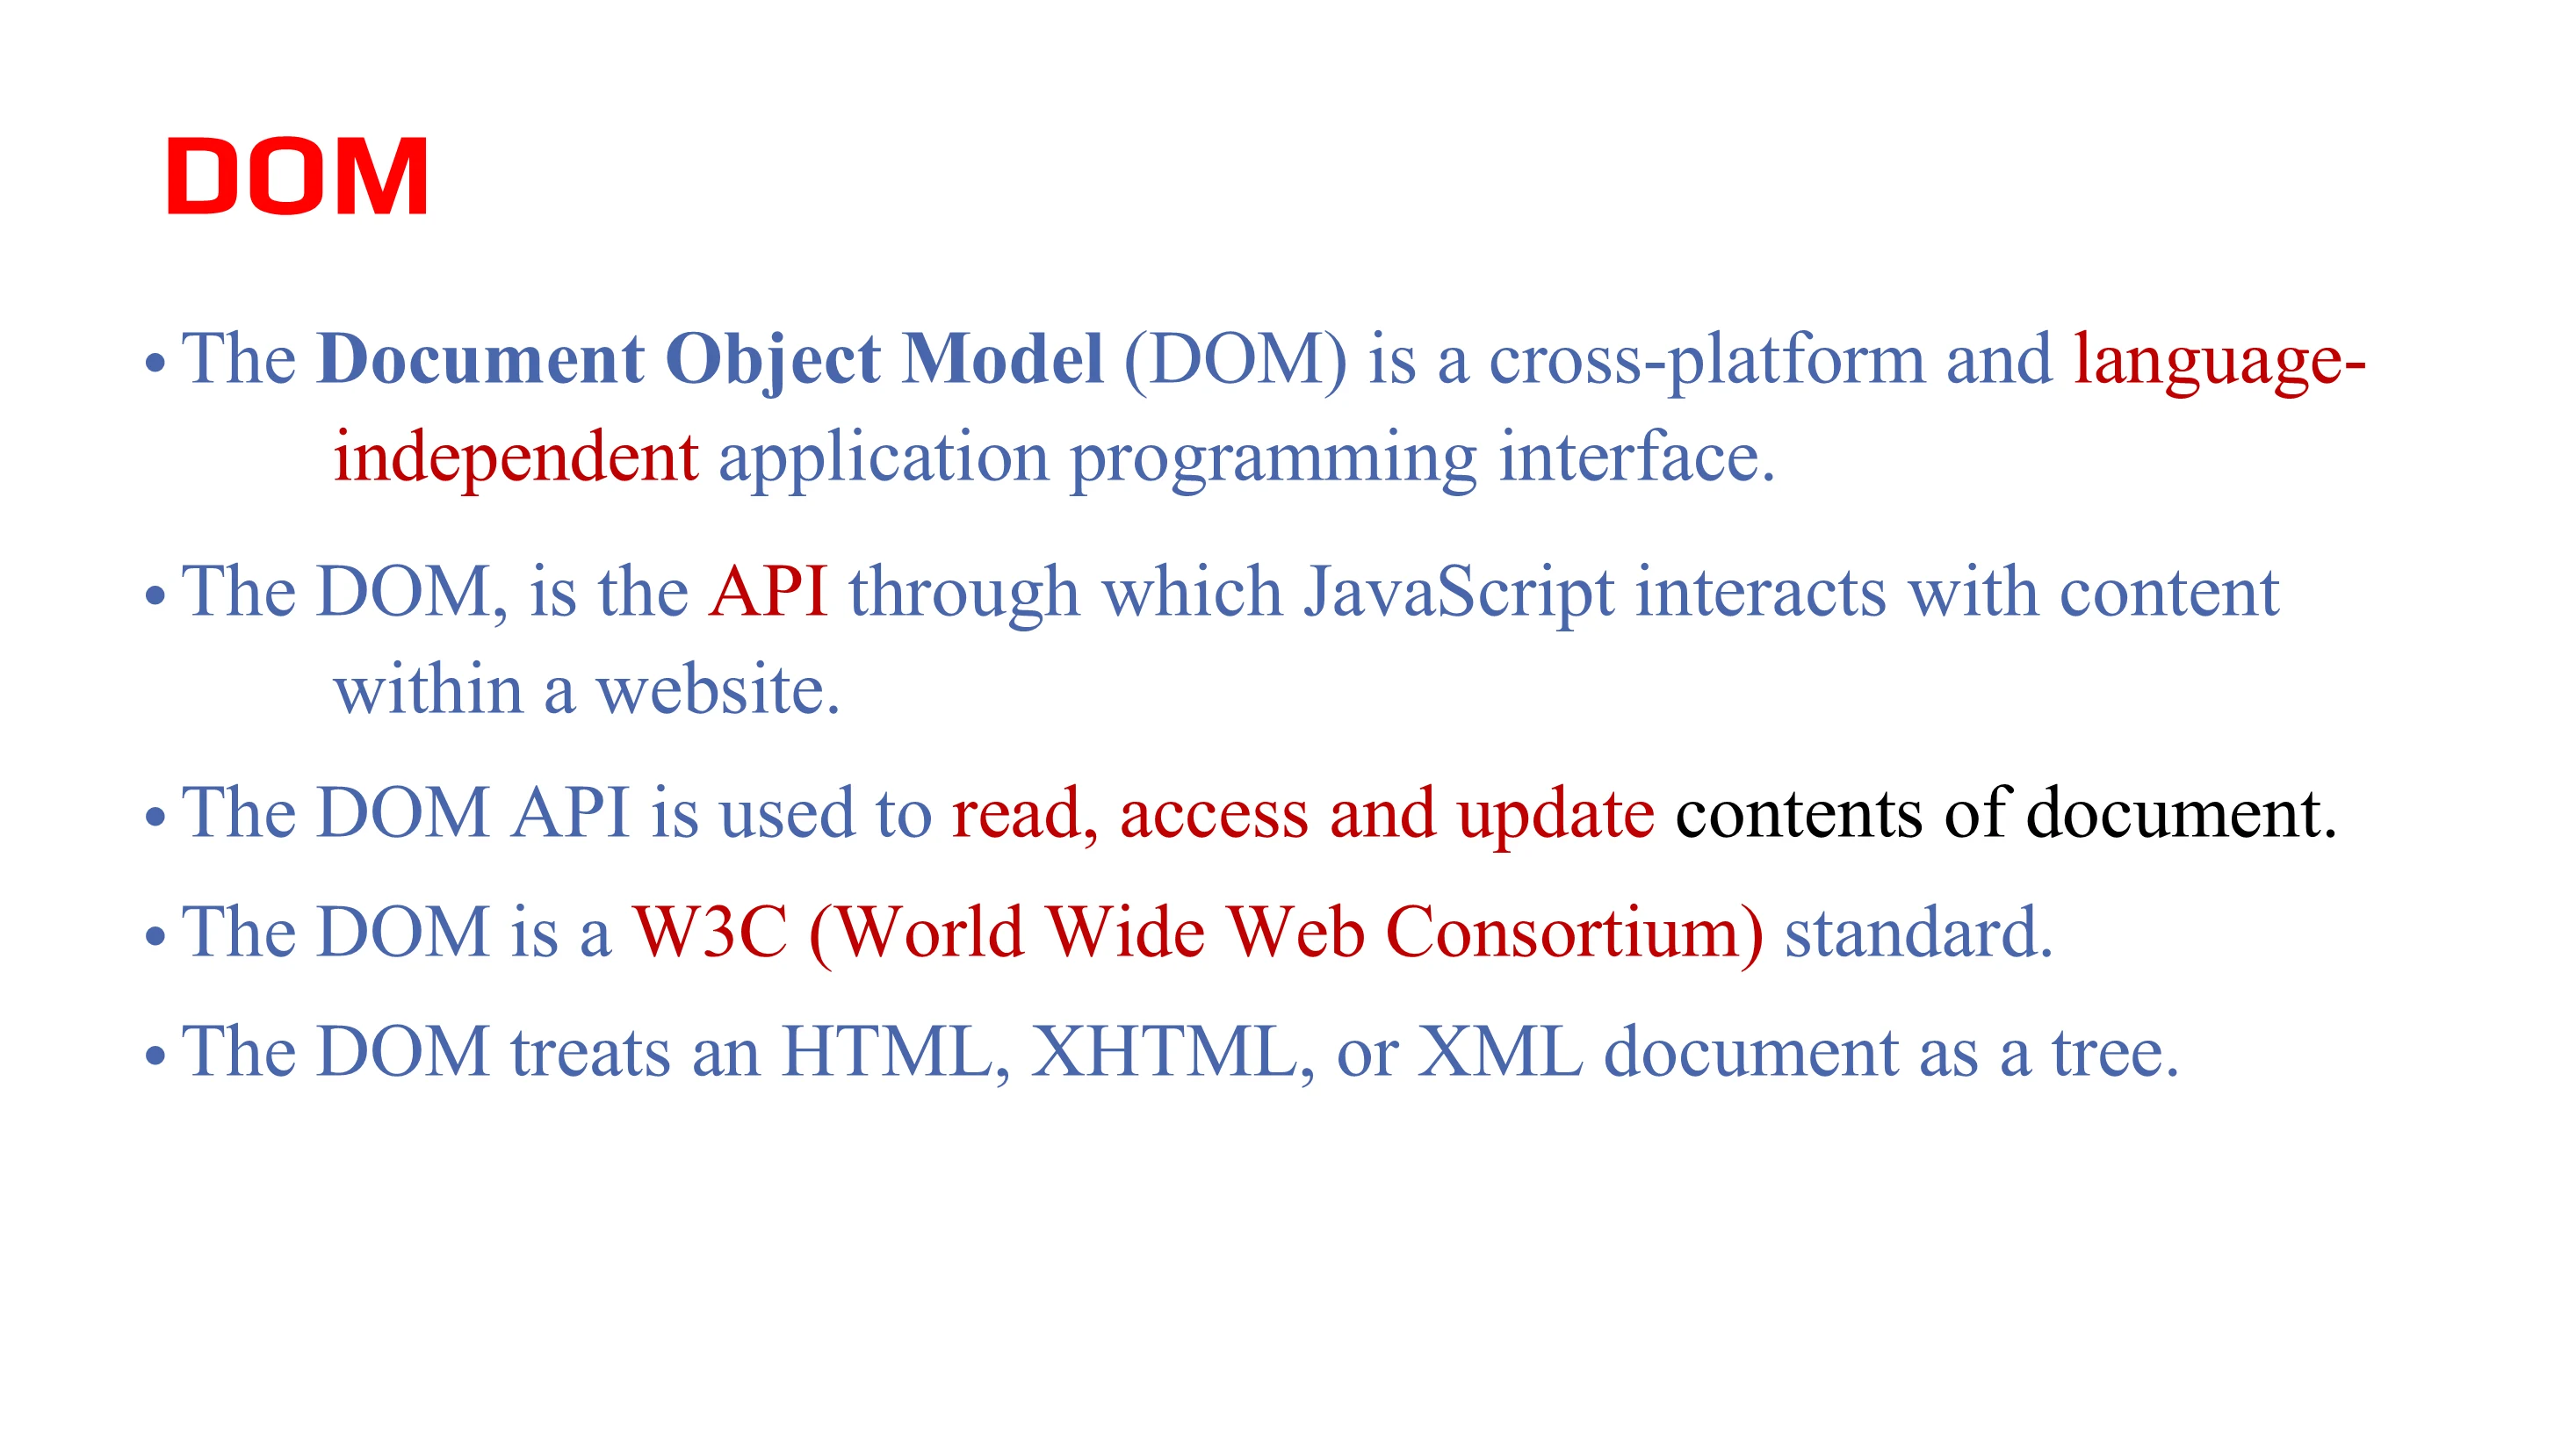 DOM
• The Document Object Model (DOM) is a cross-platform and language-
independent application programming interface.
• The DOM, is the API through which JavaScript interacts with content
within a website.
• The DOM API is used to read, access and update contents of document.
• The DOM is a W3C (World Wide Web Consortium) standard.
• The DOM treats an HTML, XHTML, or XML document as a tree.